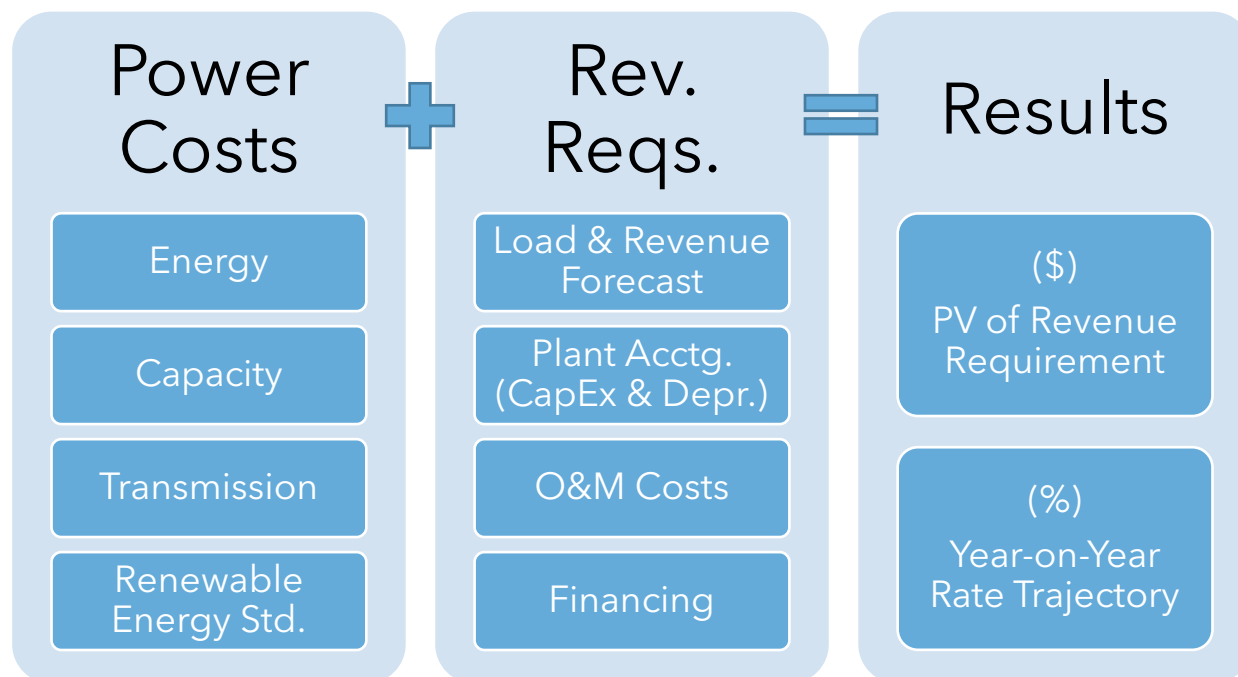 Power
Costs
Energy
Capacity
Transmission
Renewable
Energy Std.
Rev.
Reqs.
Load & Revenue
Forecast
Plant Acctg.
(CapEx & Depr.)
O&M Costs
Financing
Results
($)
PV of Revenue
Requirement
(%)
Year-on-Year
Rate Trajectory